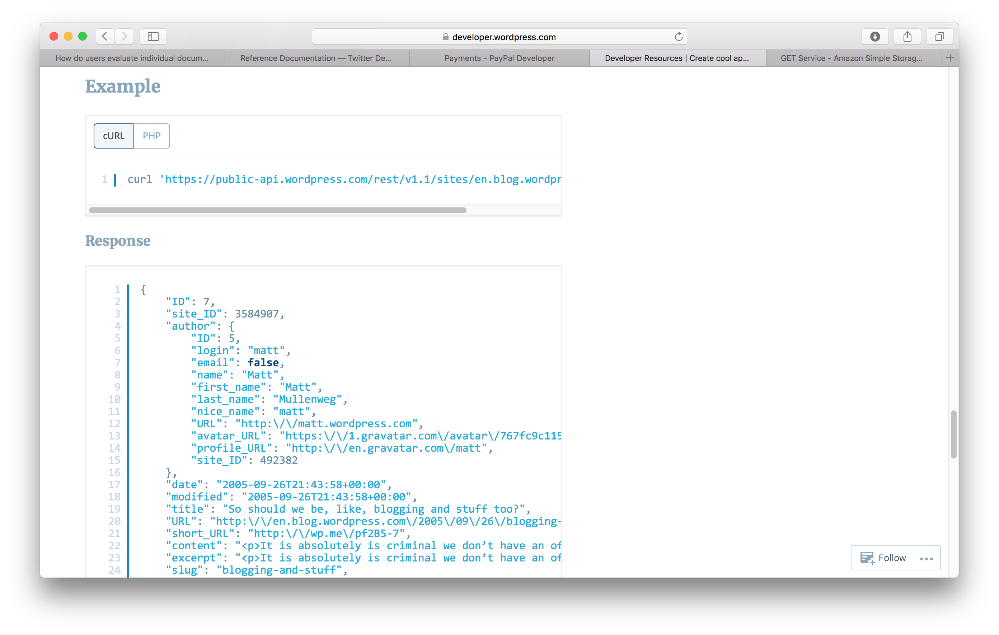 developer.wordpress.com
How do users evaluate individual docum...
Reference Documentation — Twitter De...
Payments - PayPal Developer
Developer Resources | Create cool ap...
GET Service - Amazon Simple Storag...
Example
cURL
PHP
1 curl 'https://public-api.wordpress.com/rest/v1.1/sites/en.blog.wordpr
Response
1 {
2 "ID": 7,
3 "site_ID": 3584907,
4 "author": {
5 "ID": 5,
6 "login": "matt",
7 "email": false,
8 "name": "Matt",
9 "first_name": "Matt",
10 "last_name": "Mullenweg",
11 "nice_name": "matt",
12 "URL": "http:\/\/matt.wordpress.com",
13 "avatar_URL": "https:\/\/1.gravatar.com\/avatar\/767fc9c115
14 "profile_URL": "http:\/\/en.gravatar.com\/matt",
15 "site_ID": 492382
16 },
17 "date": "2005-09-26T21:43:58+00:00",
18 "modified": "2005-09-26T21:43:58+00:00",
19 "title": "So should we be, like, blogging and stuff too?",
20 "URL": "http:\/\/en.blog.wordpress.com\/2005\/09\/26\/blogging-
21 "short_URL": "http:\/\/wp.me\/pf2B5-7",
22 "content": "<p>It is absolutely is criminal we don’t have an of
23 "excerpt": "<p>It is absolutely is criminal we don’t have an of
24 "slug": "blogging-and-stuff",
Follow